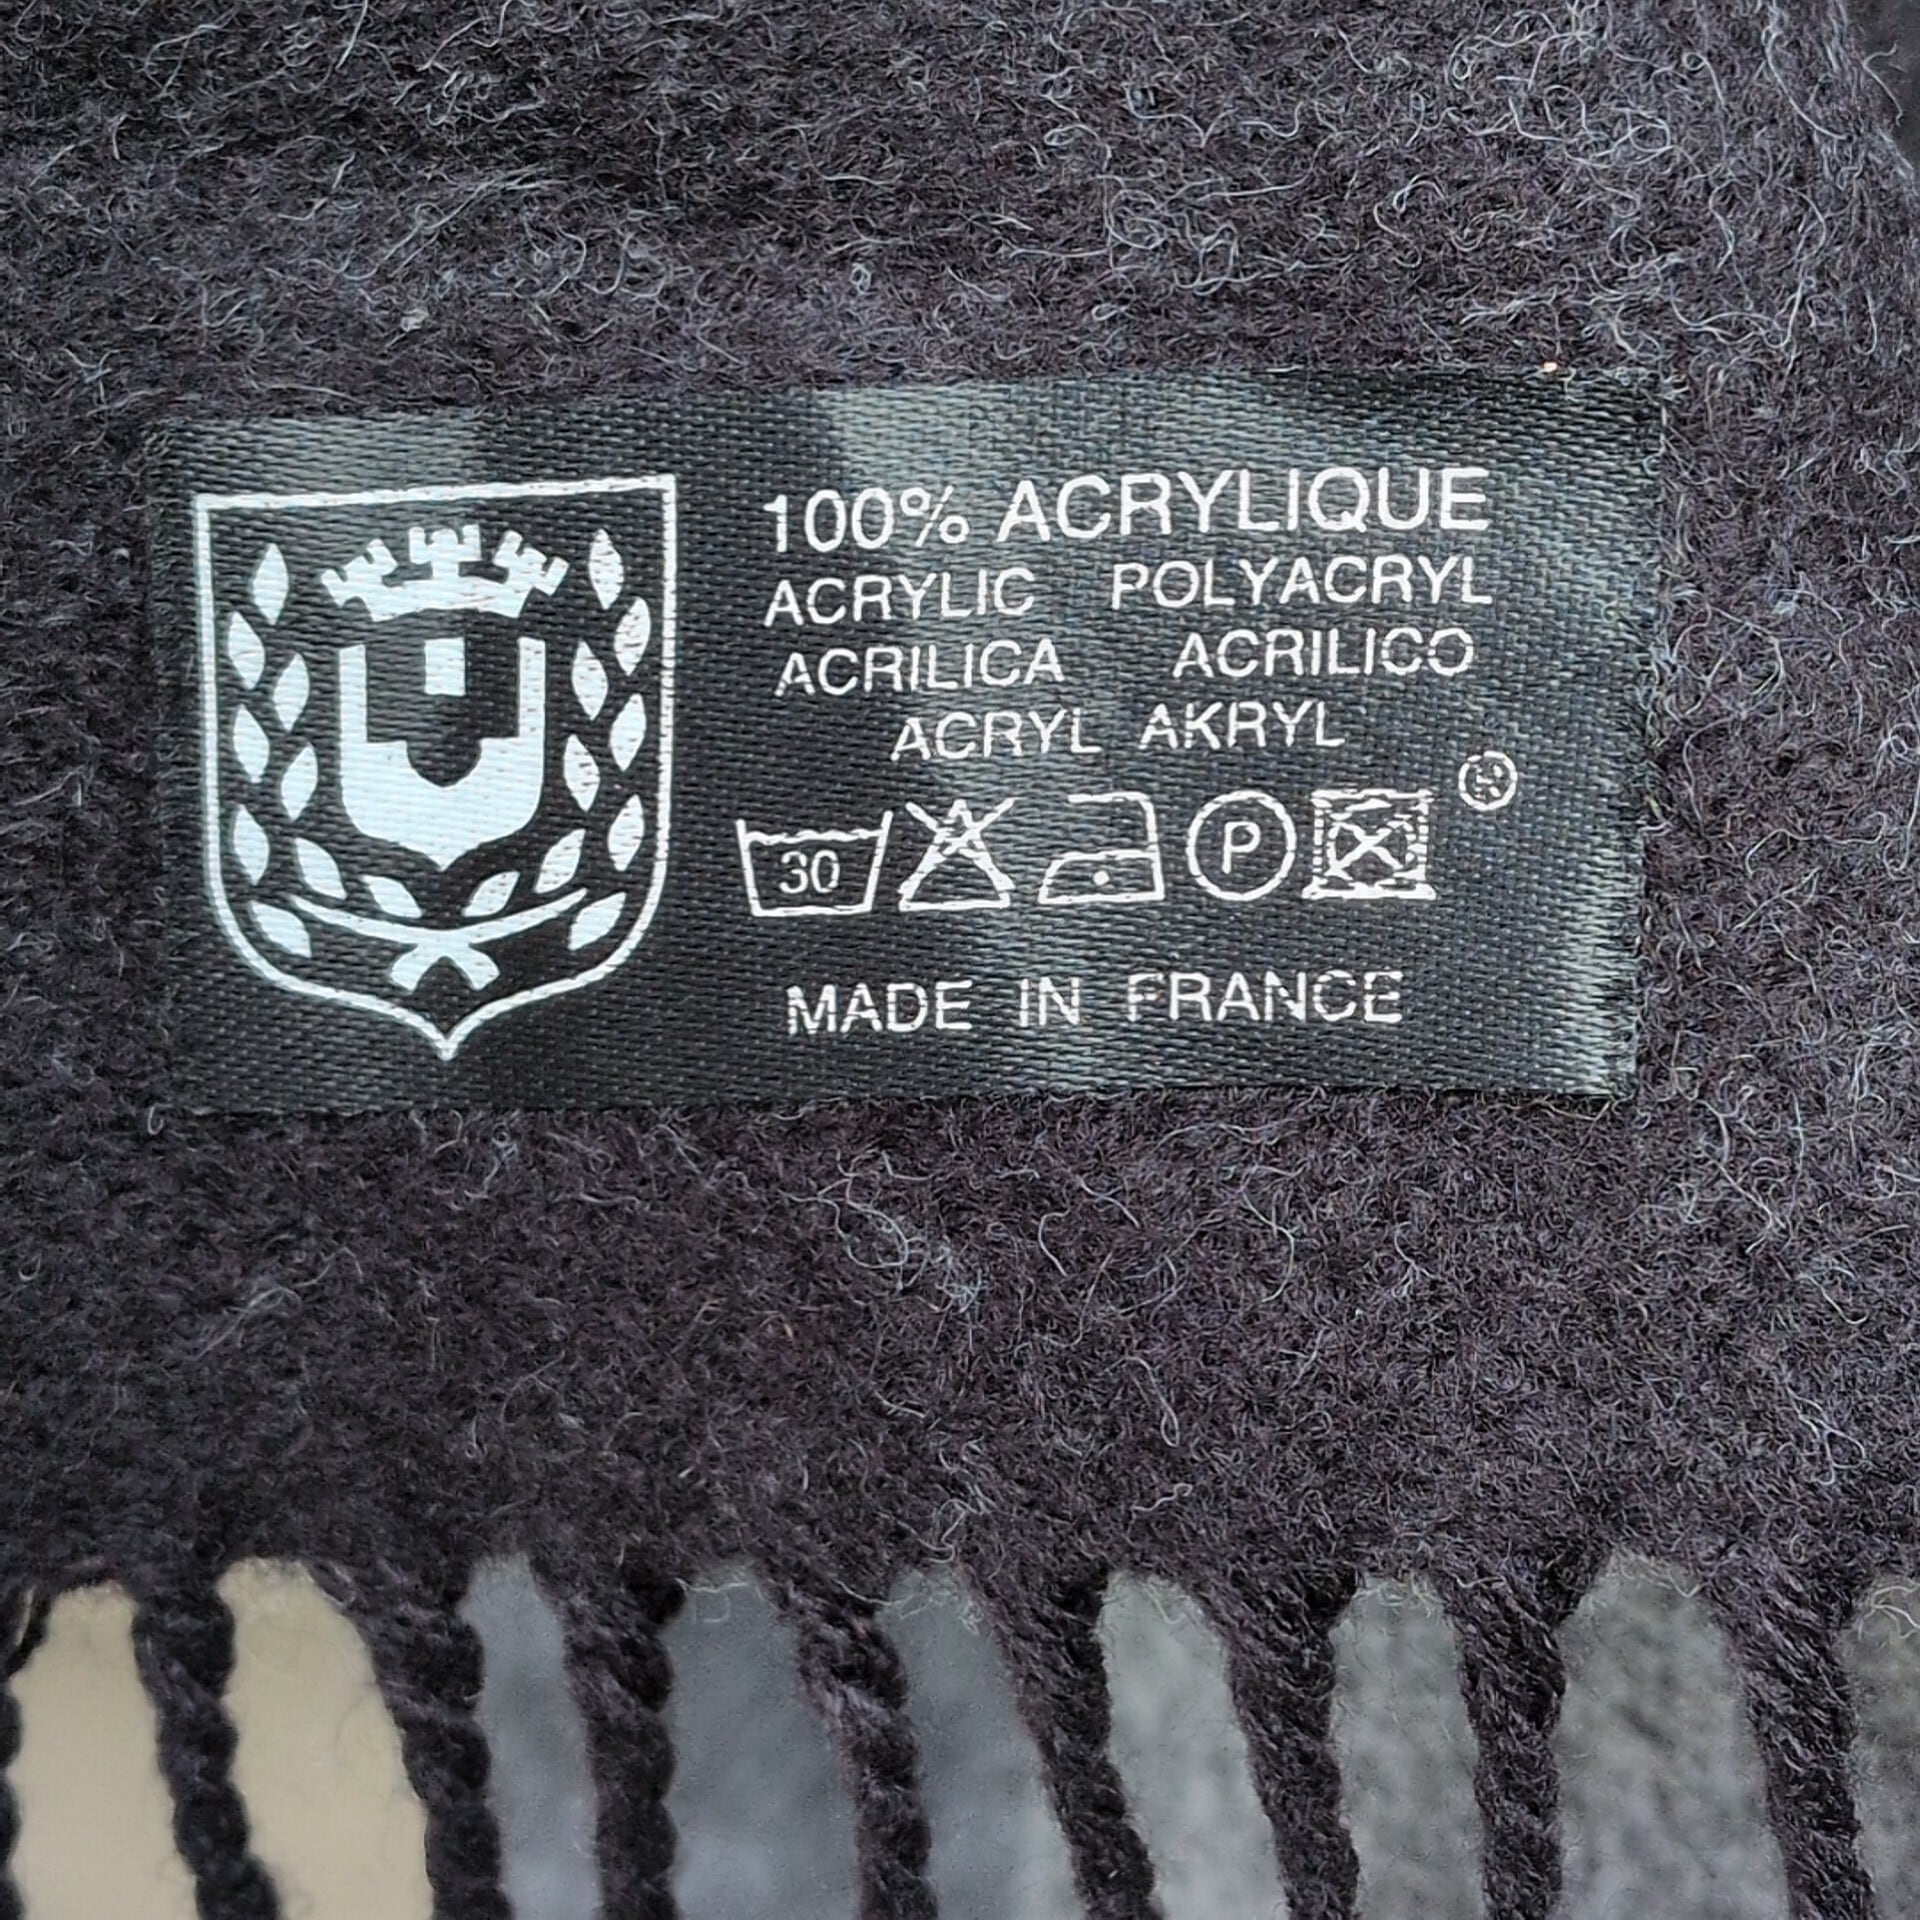 100% ACRYLIQUE
ACRYLIC POLYACRYL
ACRILICA ACRILICO
ACRYL AKRYL
30 P ®
MADE IN FRANCE